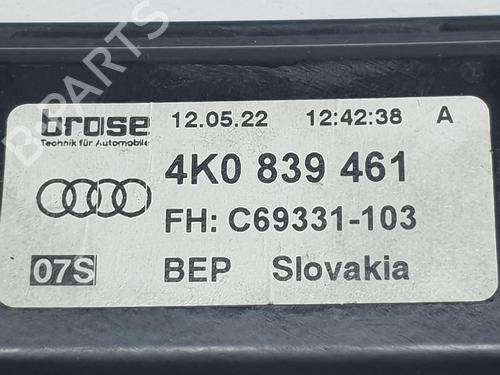 brose 12.05.22 12:42:38 A
Technik für Automobile
4K0 839 461
FH: C69331-103
07S BEP Slovakia
B-PARTS